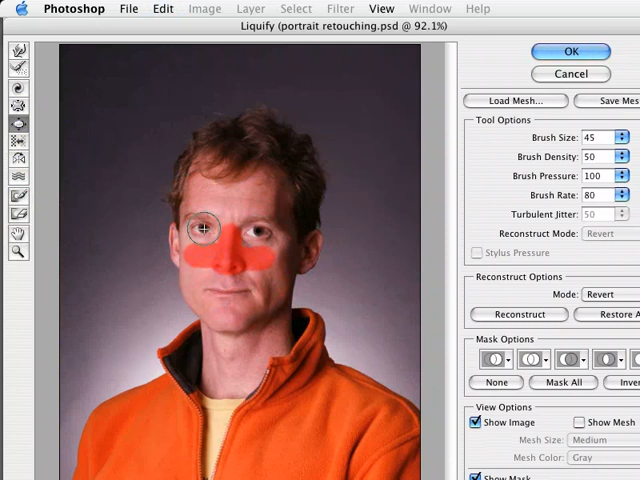 Photoshop File Edit Image Layer Select Filter View Window Help
Liquify (portrait retouching.psd @ 92.1%)
OK
Cancel
Load Mesh... Save Mes
Tool Options
Brush Size: 45
Brush Density: 50
Brush Pressure: 100
Brush Rate: 80
Turbulent Jitter: 50
Reconstruct Mode: Revert
Stylus Pressure
Reconstruct Options
Mode: Revert
Reconstruct Restore A
Mask Options
None Mask All Inver
View Options
Show Image Show Mesh
Mesh Size: Medium
Mesh Color: Gray
Show Mask